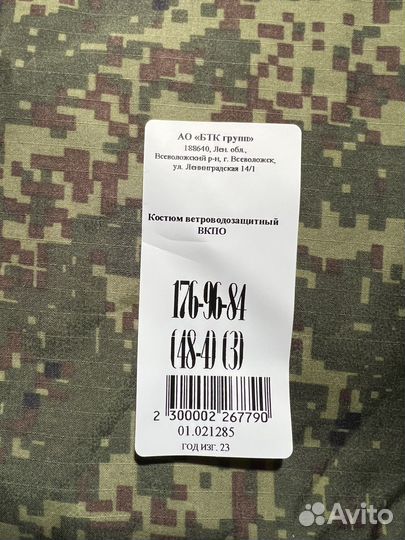 АО «БТК групп»
188640, Лен. обл.,
Всеволожский р-н, г. Всеволожск,
ул. Ленинградская 14/1
Костюм ветроводозащитный
ВКПО
176-96-84
(48-4) (3)
2 300002 267790
01.021285
ГОД ИЗГ. 23
Avito